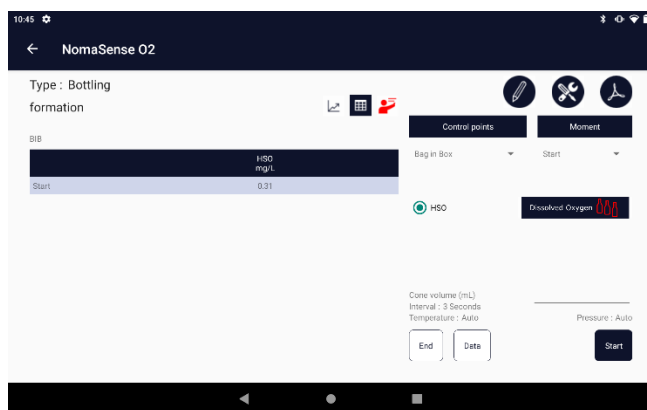 10:45
NomaSense O2
Type : Bottling
formation
BIB
HSO
mg/L
Start 0.31
Control points Moment
Bag in Box Start
HSO Dissolved Oxygen
Cone volume (mL)
Interval : 3 Seconds
Temperature : Auto Pressure : Auto
End Data Start